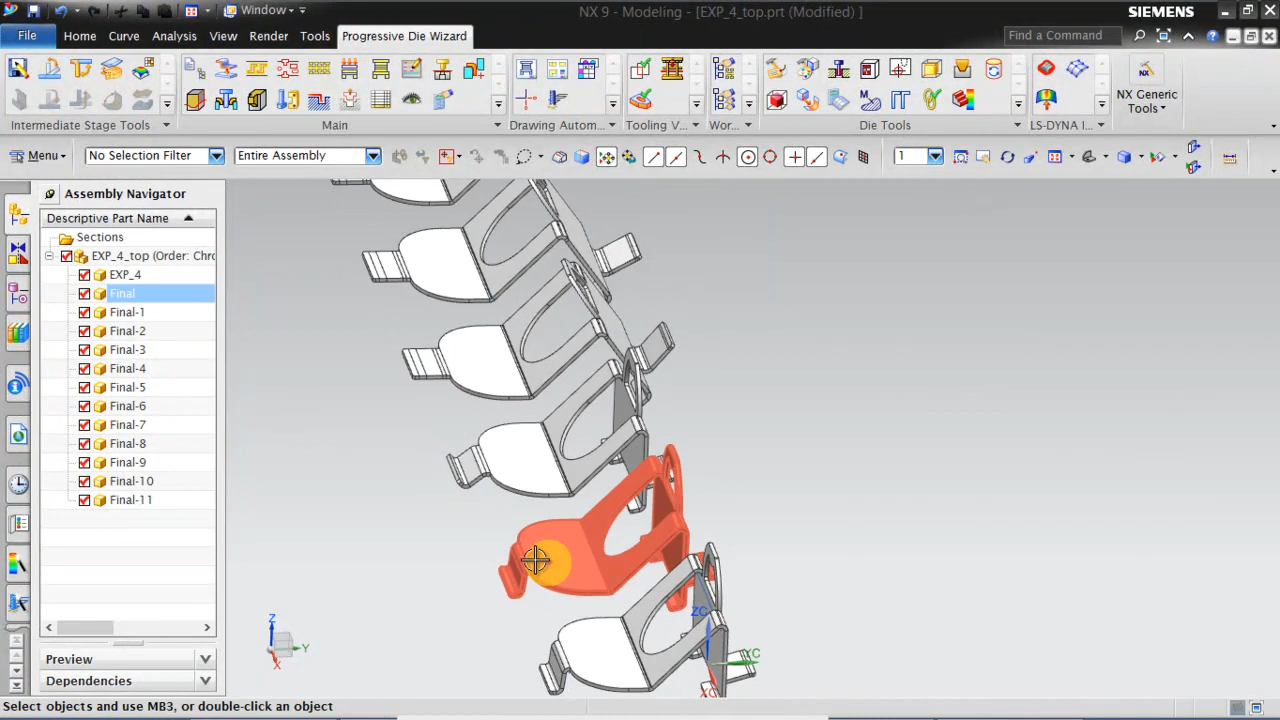 Window
NX 9 - Modeling - [EXP_4_top.prt (Modified) ]
SIEMENS
File
Home
Curve
Analysis
View
Render
Tools
Progressive Die Wizard
Find a Command
Intermediate Stage Tools
Main
Drawing Autom...
Tooling V...
Wor...
Die Tools
LS-DYNA I...
NX
NX Generic
Tools
Menu
No Selection Filter
Entire Assembly
1
Assembly Navigator
Descriptive Part Name
Sections
EXP_4_top (Order: Chro
EXP_4
Final
Final-1
Final-2
Final-3
Final-4
Final-5
Final-6
Final-7
Final-8
Final-9
Final-10
Final-11
Z
Y
X
ZC
YC
XC
Preview
Dependencies
Select objects and use MB3, or double-click an object